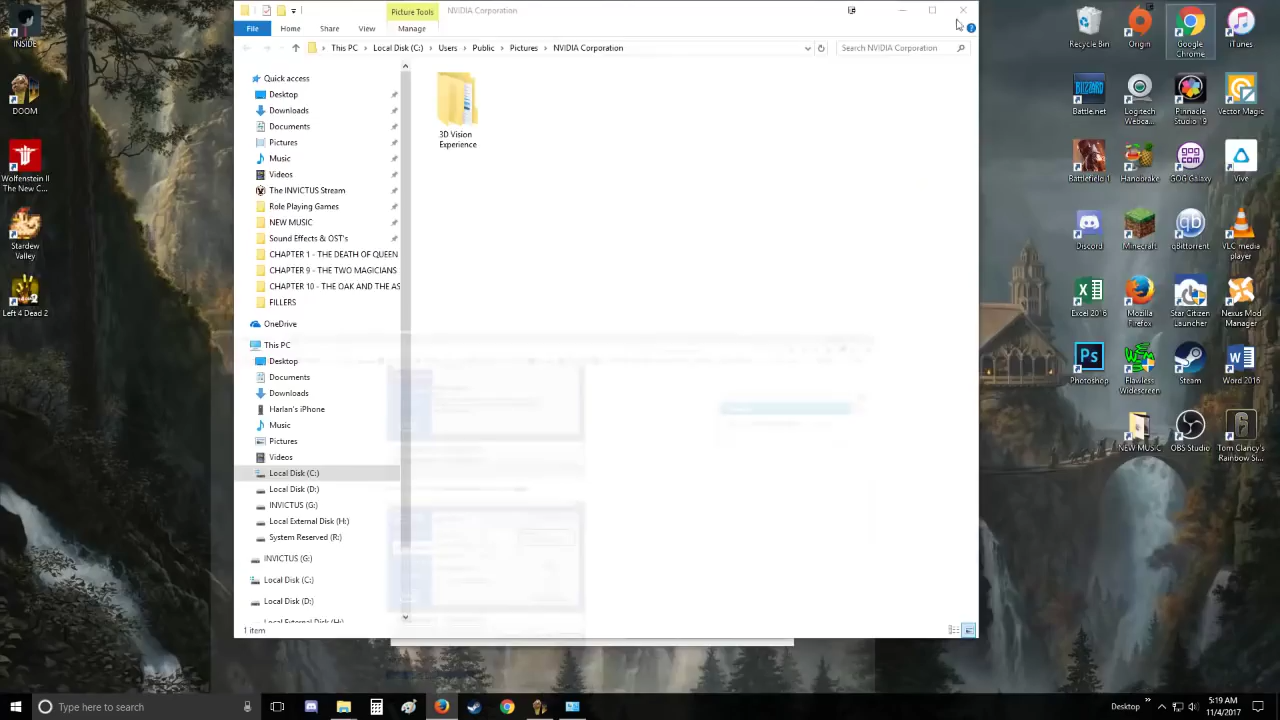 Picture Tools
NVIDIA Corporation
File
Home
Share
View
Manage
This PC
Local Disk (C:)
Users
Public
Pictures
NVIDIA Corporation
Search NVIDIA Corporation
Quick access
Desktop
Downloads
Documents
Pictures
Music
Videos
The INVICTUS Stream
Role Playing Games
NEW MUSIC
Sound Effects & OST's
CHAPTER 1 - THE DEATH OF QUEEN
CHAPTER 9 - THE TWO MAGICIANS
CHAPTER 10 - THE OAK AND THE AS
FILLERS
OneDrive
This PC
Desktop
Documents
Downloads
Harlan's iPhone
Music
Pictures
Videos
Local Disk (C:)
Local Disk (D:)
INVICTUS (G:)
Local External Disk (H:)
System Reserved (R:)
INVICTUS (G:)
Local Disk (C:)
Local Disk (D:)
Local External Disk (H:)
1 item
3D Vision
Experience
INSIDE
DOOM
Wolfenstein II
The New C...
Stardew
Valley
Left 4 Dead 2
Recycle Bin
Origin
Google
Chrome
iTunes
Battle.net
Logitech
Webca...
Pinnacle
Studio - 9
Vector Magic
Battlefield 1
Handbrake
GOG Galaxy
Vive
Discord
Minecraft
qBittorrent
VLC media
player
Excel 2016
Mozilla
Firefox
Star Citizen
Launcher
Nexus Mod
Manager
Photoshop
Flawless
Widescreen
Steam
Word 2016
NEW MUSIC
OBS Studio
Tom Clancy's
Rainbow Si...
Type here to search
Desktop
5:19 AM
11/4/2017